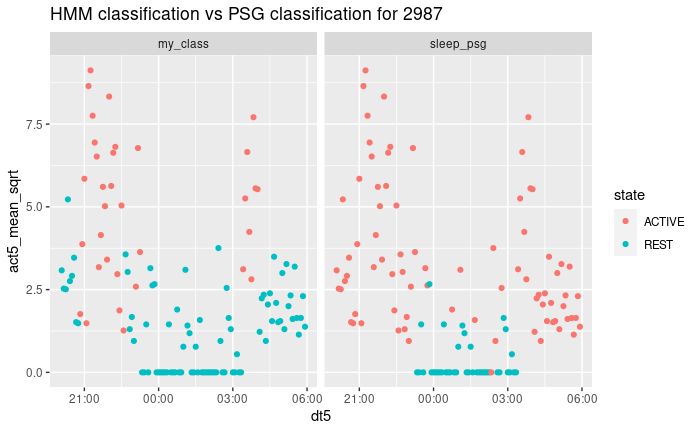 HMM classification vs PSG classification for 2987
my_class
sleep_psg
7.5
5.0
2.5
0.0
act5_mean_sqrt
21:00 00:00 03:00 06:00
21:00 00:00 03:00 06:00
dt5
state
ACTIVE
REST